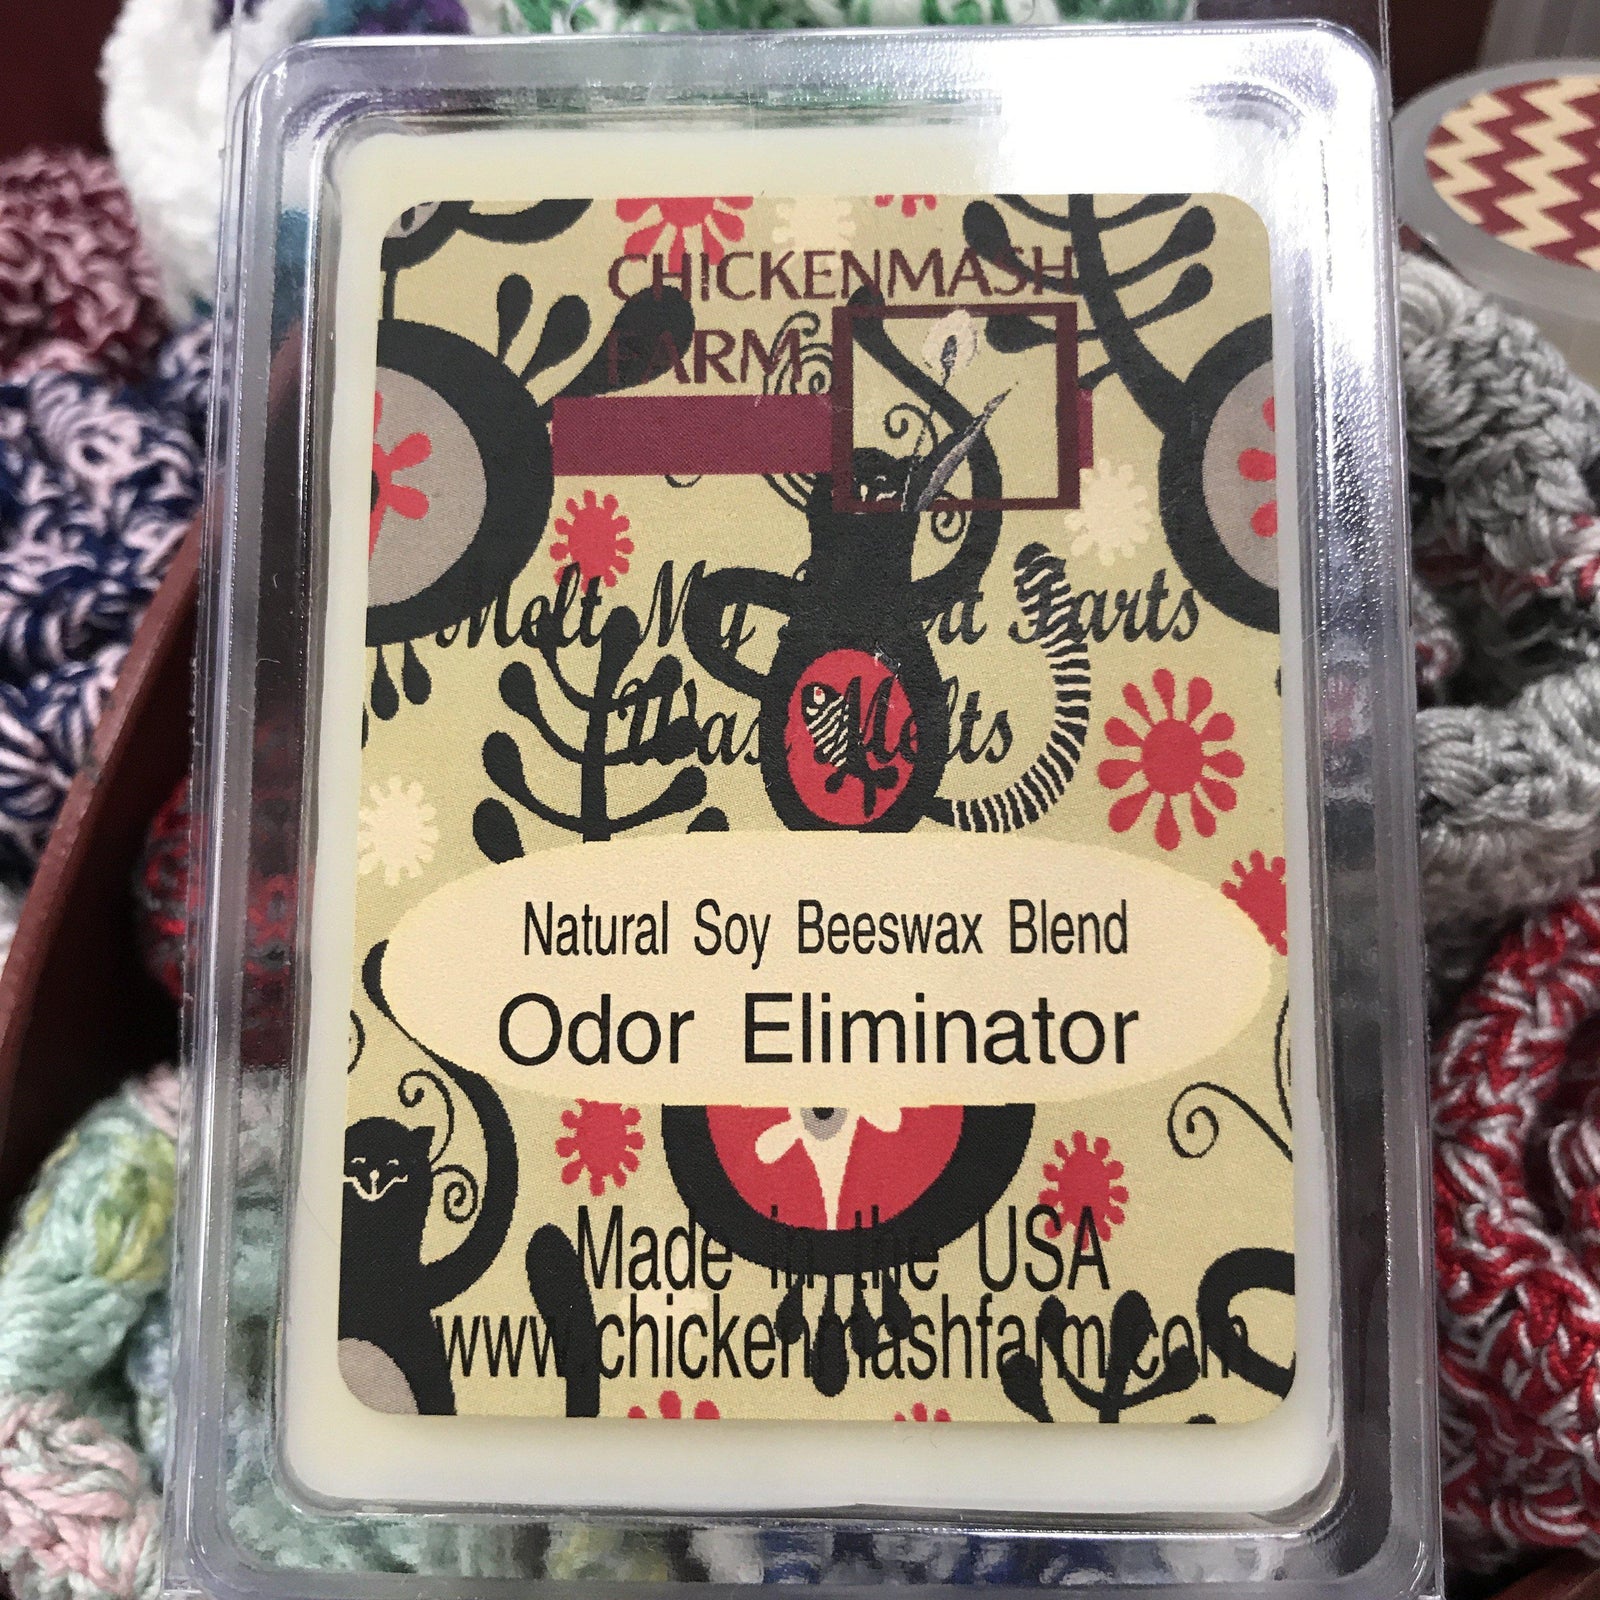 CHICKENMASH
FARM
Melt My Farts
Wax Melts
Natural Soy Beeswax Blend
Odor Eliminator
Made in the USA
www.chickenmashfarm.com